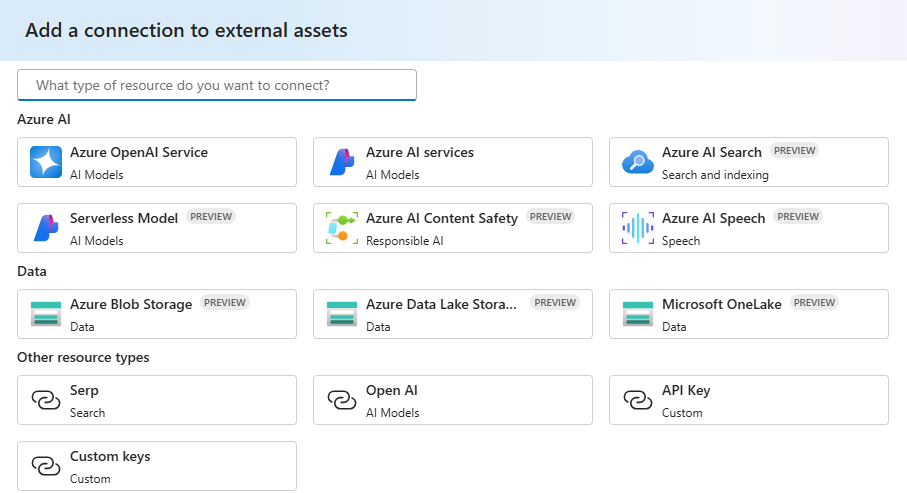 Add a connection to external assets
What type of resource do you want to connect?
Azure AI
Azure OpenAI Service
AI Models
Azure AI services
AI Models
Azure AI Search PREVIEW
Search and indexing
Serverless Model PREVIEW
AI Models
Azure AI Content Safety PREVIEW
Responsible AI
Azure AI Speech PREVIEW
Speech
Data
Azure Blob Storage PREVIEW
Data
Azure Data Lake Stora... PREVIEW
Data
Microsoft OneLake PREVIEW
Data
Other resource types
Serp
Search
Open AI
AI Models
API Key
Custom
Custom keys
Custom